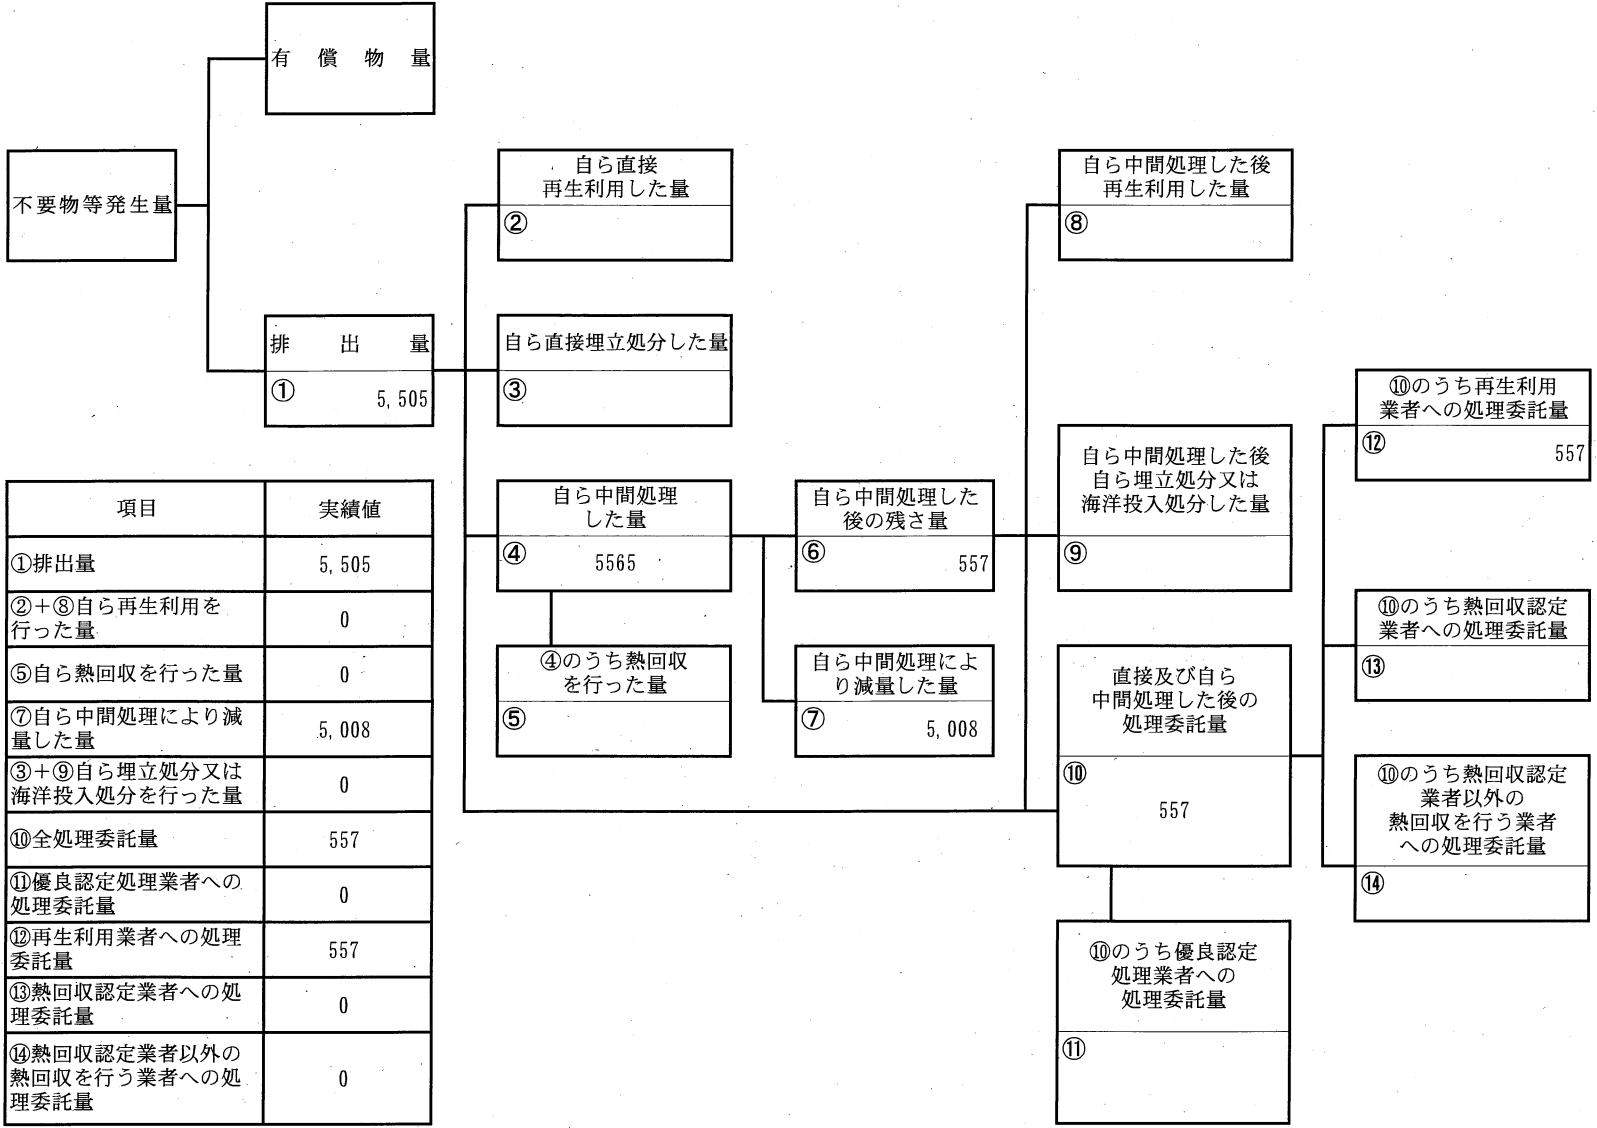 有償物量
不要物等発生量
排出量
①
5,505
自ら直接
再生利用した量
②
自ら直接埋立処分した量
③
自ら中間処理
した量
④
5565
④のうち熱回収
を行った量
⑤
自ら中間処理した
後の残さ量
⑥
557
自ら中間処理によ
り減量した量
⑦
5,008
自ら中間処理した後
再生利用した量
⑧
自ら中間処理した後
自ら埋立処分又は
海洋投入処分した量
⑨
直接及び自ら
中間処理した後の
処理委託量
⑩
557
⑩のうち優良認定
処理業者への
処理委託量
⑪
⑩のうち再生利用
業者への処理委託量
⑫
557
⑩のうち熱回収認定
業者への処理委託量
⑬
⑩のうち熱回収認定
業者以外の
熱回収を行う業者
への処理委託量
⑭
項目 実績値
①排出量 5,505
②+⑧自ら再生利用を
行った量
0
⑤自ら熱回収を行った量 0
⑦自ら中間処理により減
量した量
5,008
③+⑨自ら埋立処分又は
海洋投入処分を行った量
0
⑩全処理委託量 557
⑪優良認定処理業者への
処理委託量
0
⑫再生利用業者への処理
委託量
557
⑬熱回収認定業者への処
理委託量
0
⑭熱回収認定業者以外の
熱回収を行う業者への処
理委託量
0